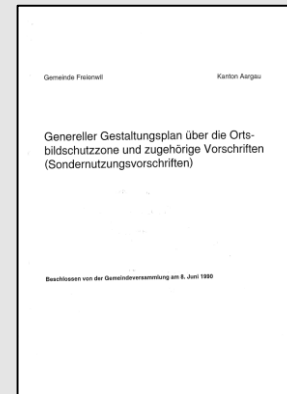 Gemeinde Freienwil Kanton Aargau
Genereller Gestaltungsplan über die Orts-
bildschutzzone und zugehörige Vorschriften
(Sondernutzungsvorschriften)
Beschlossen von der Gemeindeversammlung am 8. Juni 1990